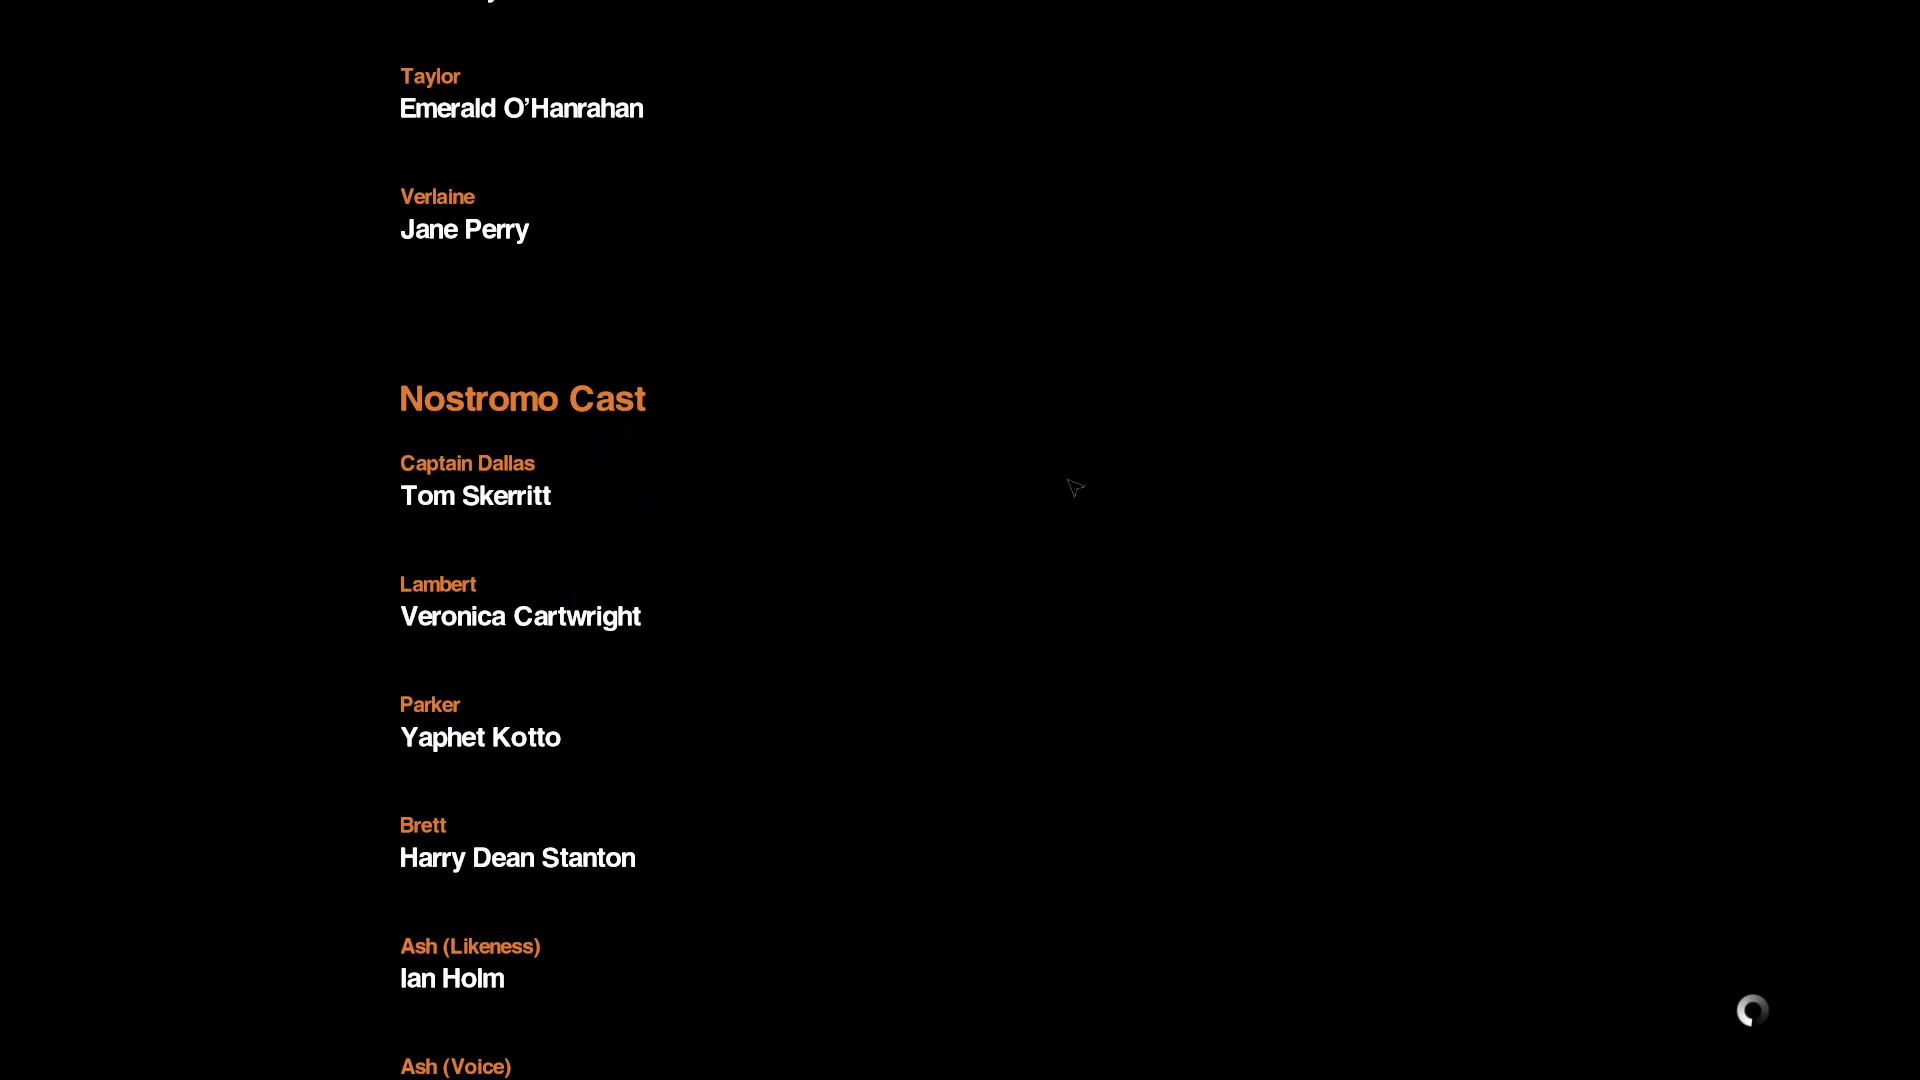 Taylor
Emerald O’Hanrahan
Verlaine
Jane Perry
Nostromo Cast
Captain Dallas
Tom Skerritt
Lambert
Veronica Cartwright
Parker
Yaphet Kotto
Brett
Harry Dean Stanton
Ash (Likeness)
Ian Holm
Ash (Voice)